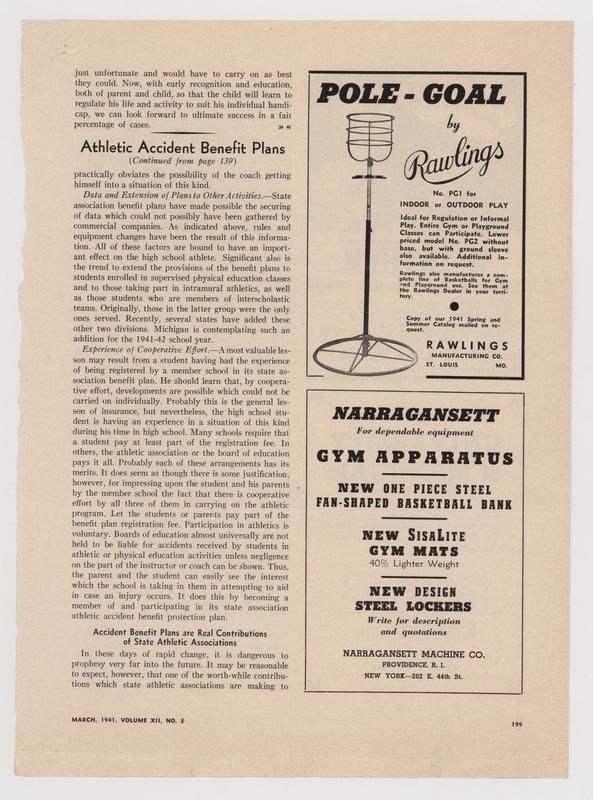 just unfortunate and would have to carry on as best
they could. Now, with early recognition and education,
both of parent and child, so that the child will learn to
regulate his life and activity to suit his individual handi-
cap, we can look forward to ultimate success in a fair
percentage of cases. » «
Athletic Accident Benefit Plans
(Continued from page 139)
practically obviates the possibility of the coach getting
himself into a situation of this kind.
Data and Extension of Plans to Other Activities.—State
association benefit plans have made possible the securing
of data which could not possibly have been gathered by
commercial companies. As indicated above, rules and
equipment changes have been the result of this informa-
tion. All of these factors are bound to have an import-
ant effect on the high school athlete. Significant also is
the trend to extend the provisions of the benefit plans to
students enrolled in supervised physical education classes
and to those taking part in intramural athletics, as well
as those students who are members of interscholastic
teams. Originally, those in the latter group were the only
ones served. Recently, several states have added these
other two divisions. Michigan is contemplating such an
addition for the 1941-42 school year.
Experience of Cooperative Effort.—A most valuable les-
son may result from a student having had the experience
of being registered by a member school in its state as-
sociation benefit plan. He should learn that, by coopera-
tive effort, developments are possible which could not be
carried on individually. Probably this is the general les-
son of insurance, but nevertheless, the high school stu-
dent is having an experience in a situation of this kind
during his time in high school. Many schools require that
a student pay at least part of the registration fee. In
others, the athletic association or the board of education
pays it all. Probably each of these arrangements has its
merits. It does seem as though there is some justification,
however, for impressing upon the student and his parents
by the member school the fact that there is cooperative
effort by all three of them in carrying on the athletic
program. Let the students or parents pay part of the
benefit plan registration fee. Participation in athletics is
voluntary. Boards of education almost universally are not
held to be liable for accidents received by students in
athletic or physical education activities unless negligence
on the part of the instructor or coach can be shown. Thus,
the parent and the student can easily see the interest
which the school is taking in them in attempting to aid
in case an injury occurs. It does this by becoming a
member of and participating in its state association
athletic accident benefit protection plan.
Accident Benefit Plans are Real Contributions
of State Athletic Associations
In these days of rapid change, it is dangerous to
prophesy very far into the future. It may be reasonable
to expect, however, that one of the worth-while contribu-
tions which state athletic associations are making to
POLE-GOAL
by
Rawlings
No. PG1 for
INDOOR or OUTDOOR PLAY
Ideal for Regulation or Informal
Play. Entire Gym or Playground
Classes can Participate. Lower
priced model No. PG2 without
base, but with ground sleeve
also available. Additional in-
formation on request.
Rawlings also manufactures a com-
plete line of Basketballs for Gym
and Playground use. See them at
the Rawlings Dealer in your terri-
tory.
Copy of our 1941 Spring and
Summer Catalog mailed on re-
quest.
RAWLINGS
MANUFACTURING CO.
ST. LOUIS MO.
NARRAGANSETT
For dependable equipment
GYM APPARATUS
NEW ONE PIECE STEEL
FAN-SHAPED BASKETBALL BANK
NEW SISALITE
GYM MATS
40% Lighter Weight
NEW DESIGN
STEEL LOCKERS
Write for description
and quotations
NARRAGANSETT MACHINE CO.
PROVIDENCE, R. I.
NEW YORK—202 E. 44th St.
MARCH, 1941, VOLUME XII, NO. 3
199